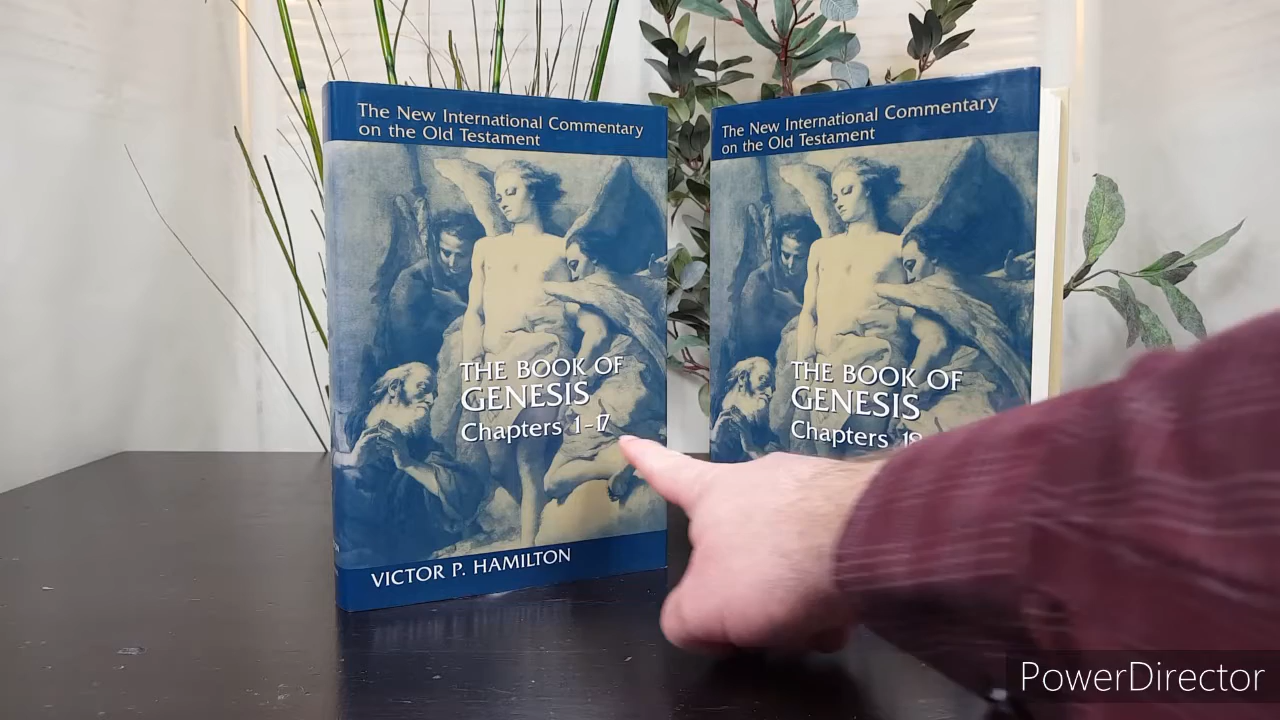 The New International Commentary
on the Old Testament
THE BOOK OF
GENESIS
Chapters 1-17
VICTOR P. HAMILTON
The New International Commentary
on the Old Testament
THE BOOK OF
GENESIS
Chapters 18
PowerDirector